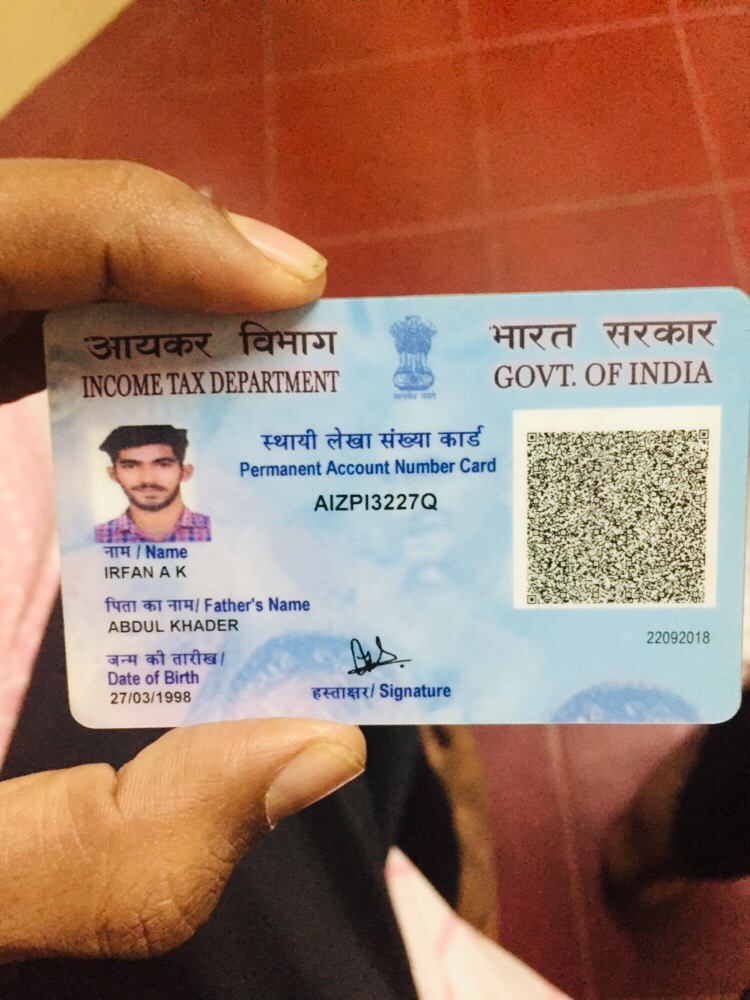 आयकर विभाग
INCOME TAX DEPARTMENT
भारत सरकार
GOVT. OF INDIA
सत्यमेव जयते
स्थायी लेखा संख्या कार्ड
Permanent Account Number Card
AIZPI3227Q
नाम / Name
IRFAN A K
पिता का नाम/ Father's Name
ABDUL KHADER
जन्म की तारीख/
Date of Birth
27/03/1998
हस्ताक्षर/ Signature
22092018